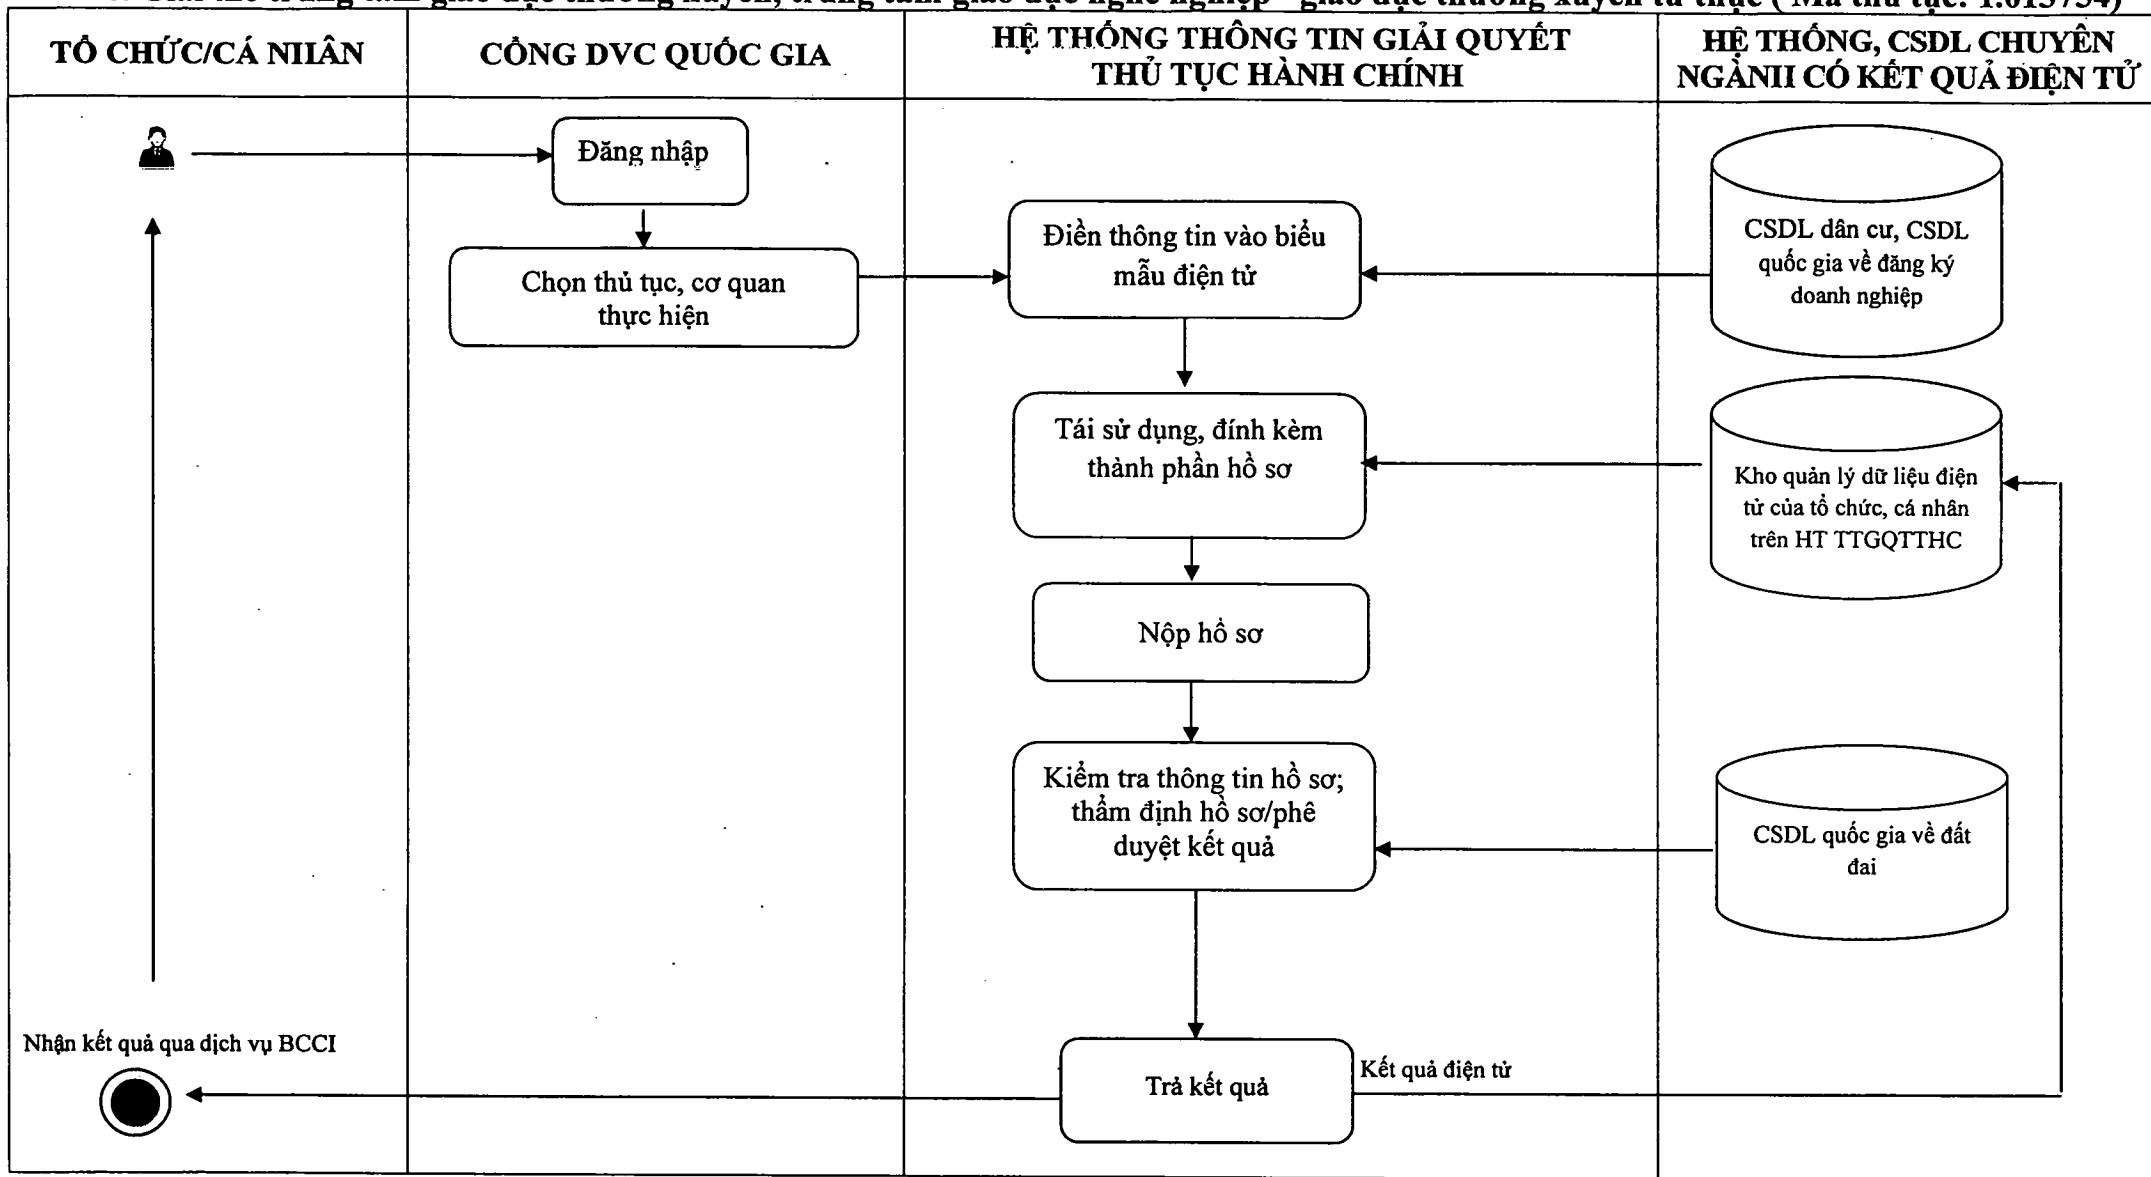 TỔ CHỨC/CÁ NHÂN
CỔNG DVC QUỐC GIA
HỆ THỐNG THÔNG TIN GIẢI QUYẾT
THỦ TỤC HÀNH CHÍNH
HỆ THỐNG, CSDL CHUYÊN
NGÀNH CÓ KẾT QUẢ ĐIỆN TỬ
Đăng nhập
Chọn thủ tục, cơ quan
thực hiện
Điền thông tin vào biểu
mẫu điện tử
CSDL dân cư, CSDL
quốc gia về đăng ký
doanh nghiệp
Tái sử dụng, đính kèm
thành phần hồ sơ
Kho quản lý dữ liệu điện
tử của tổ chức, cá nhân
trên HT TTGQTTHC
Nộp hồ sơ
Kiểm tra thông tin hồ sơ;
thẩm định hồ sơ/phê
duyệt kết quả
CSDL quốc gia về đất
đai
Nhận kết quả qua dịch vụ BCCI
Trả kết quả
Kết quả điện tử